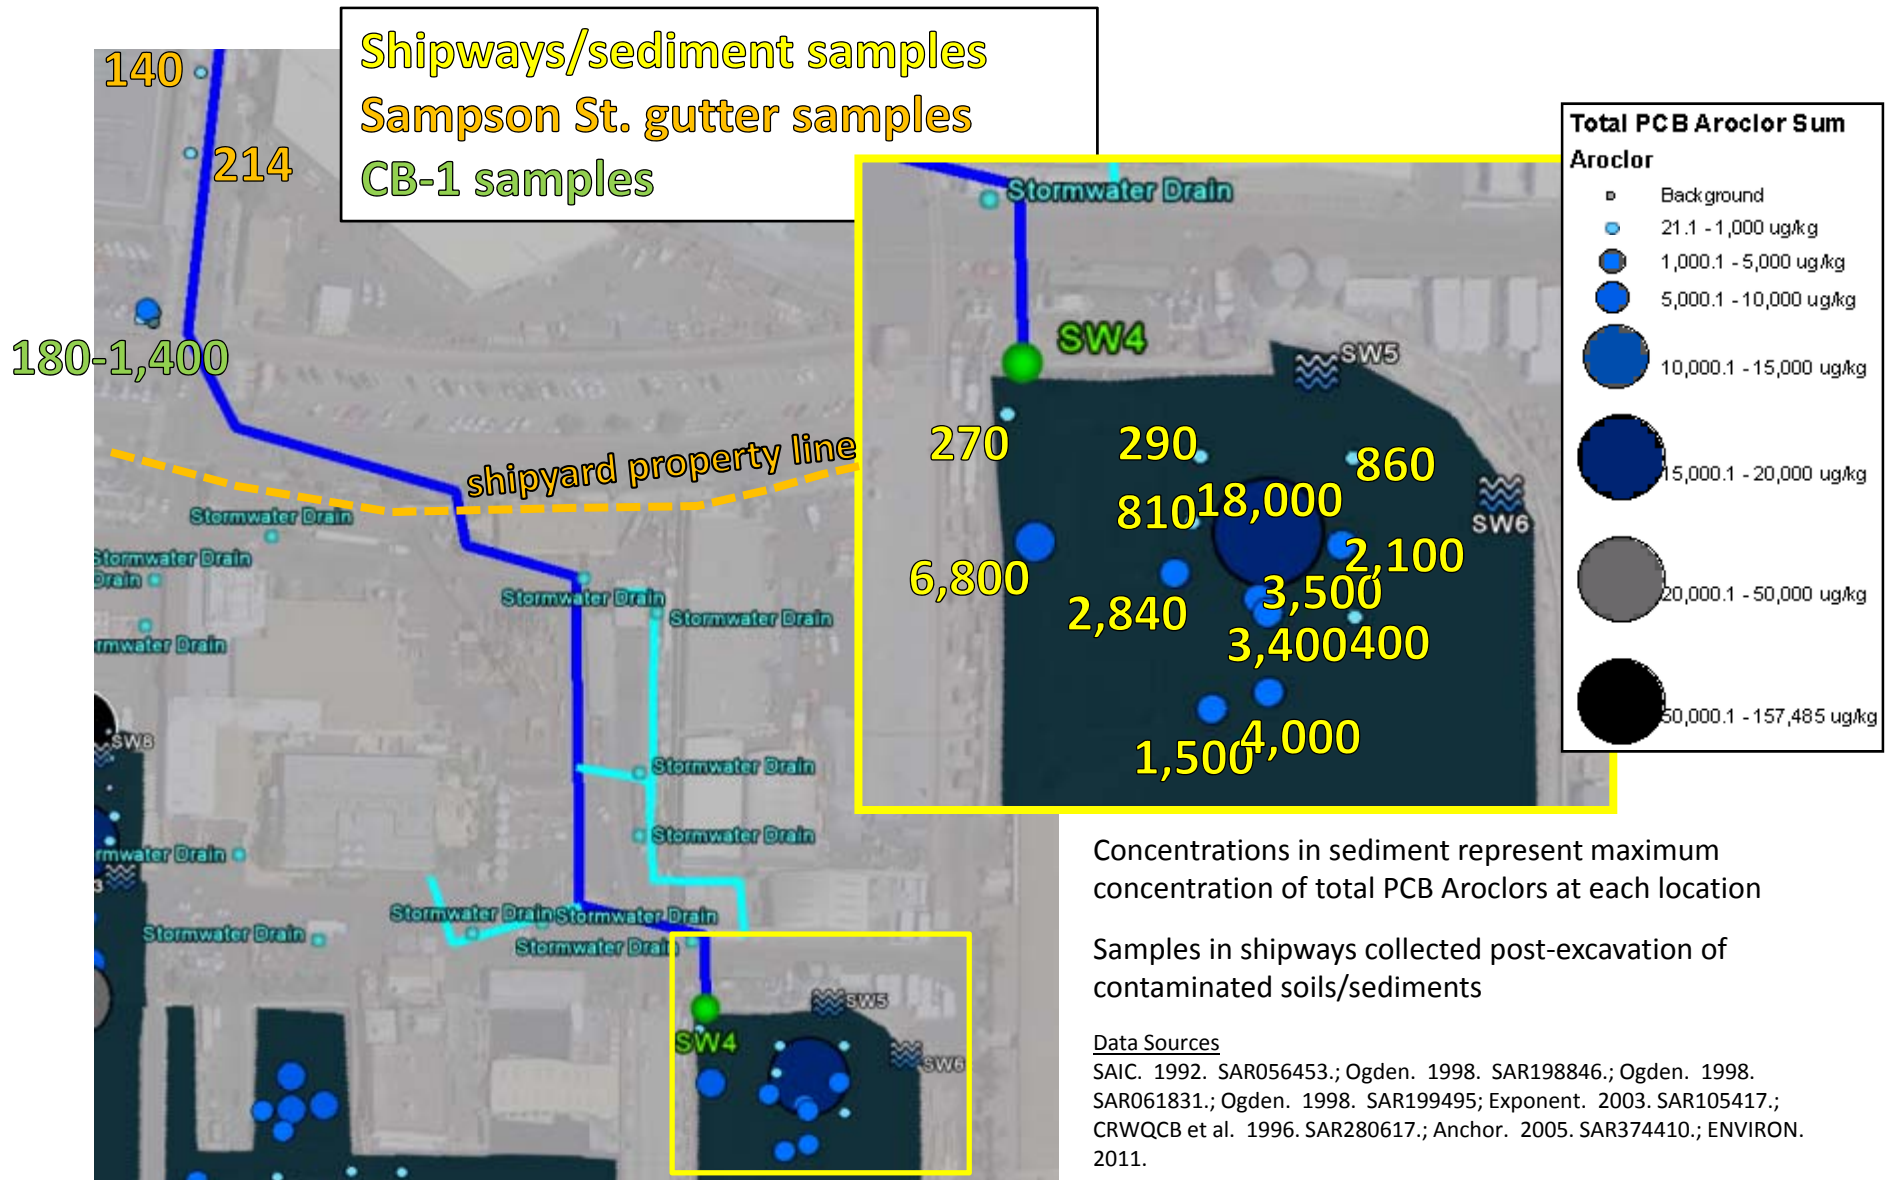 Shipways/sediment samples
Sampson St. gutter samples
CB-1 samples
140
214
180-1,400
shipyard property line
Stormwater Drain
Stormwater Drain
Drain
rmwater Drain
Stormwater Drain
Stormwater Drain
Stormwater Drain
Stormwater Drain
SW8
rmwater Drain
3
Stormwater Drain
Stormwater Drain
Stormwater Drain
Stormwater Drain
SW4
SW5
SW6
Stormwater Drain
SW4
SW5
SW6
270
290
860
810
18,000
2,100
6,800
2,840
3,500
3,400
400
1,500
4,000
Total PCB Aroclor Sum
Aroclor
Background
21.1 - 1,000 ug/kg
1,000.1 - 5,000 ug/kg
5,000.1 - 10,000 ug/kg
10,000.1 - 15,000 ug/kg
15,000.1 - 20,000 ug/kg
20,000.1 - 50,000 ug/kg
50,000.1 - 157,485 ug/kg
Concentrations in sediment represent maximum
concentration of total PCB Aroclors at each location
Samples in shipways collected post-excavation of
contaminated soils/sediments
Data Sources
SAIC. 1992. SAR056453.; Ogden. 1998. SAR198846.; Ogden. 1998.
SAR061831.; Ogden. 1998. SAR199495; Exponent. 2003. SAR105417.;
CRWQCB et al. 1996. SAR280617.; Anchor. 2005. SAR374410.; ENVIRON.
2011.